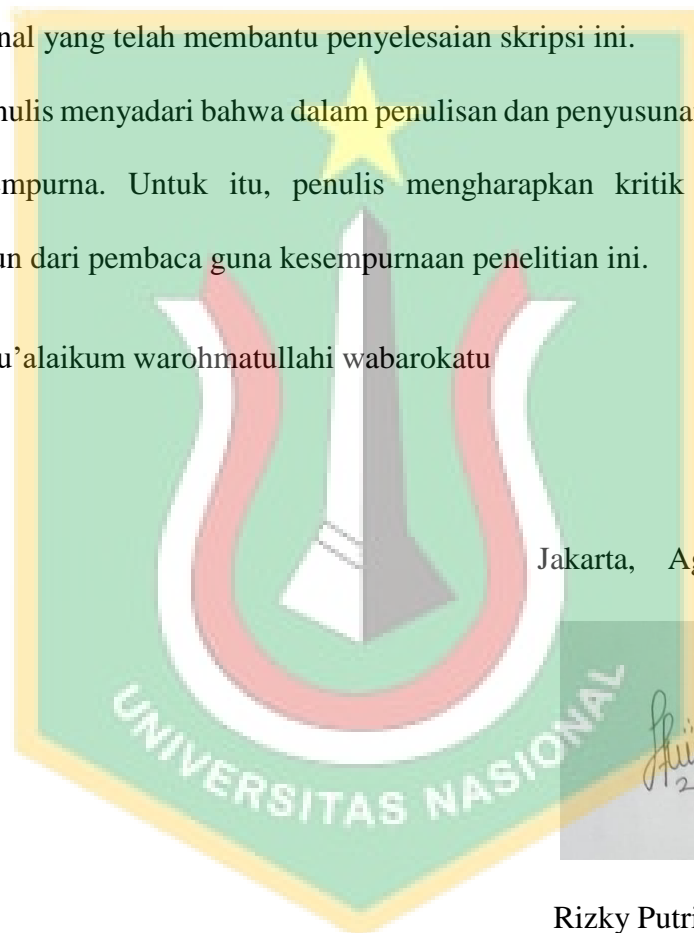 nal yang telah membantu penyelesaian skripsi ini.
nulis menyadari bahwa dalam penulisan dan penyusuna
empurna. Untuk itu, penulis mengharapkan kritik
un dari pembaca guna kesempurnaan penelitian ini.
u’alaikum warohmatullahi wabarokatu
Jakarta, Ag
UNIVERSITAS NASIONAL
Rizky Putri